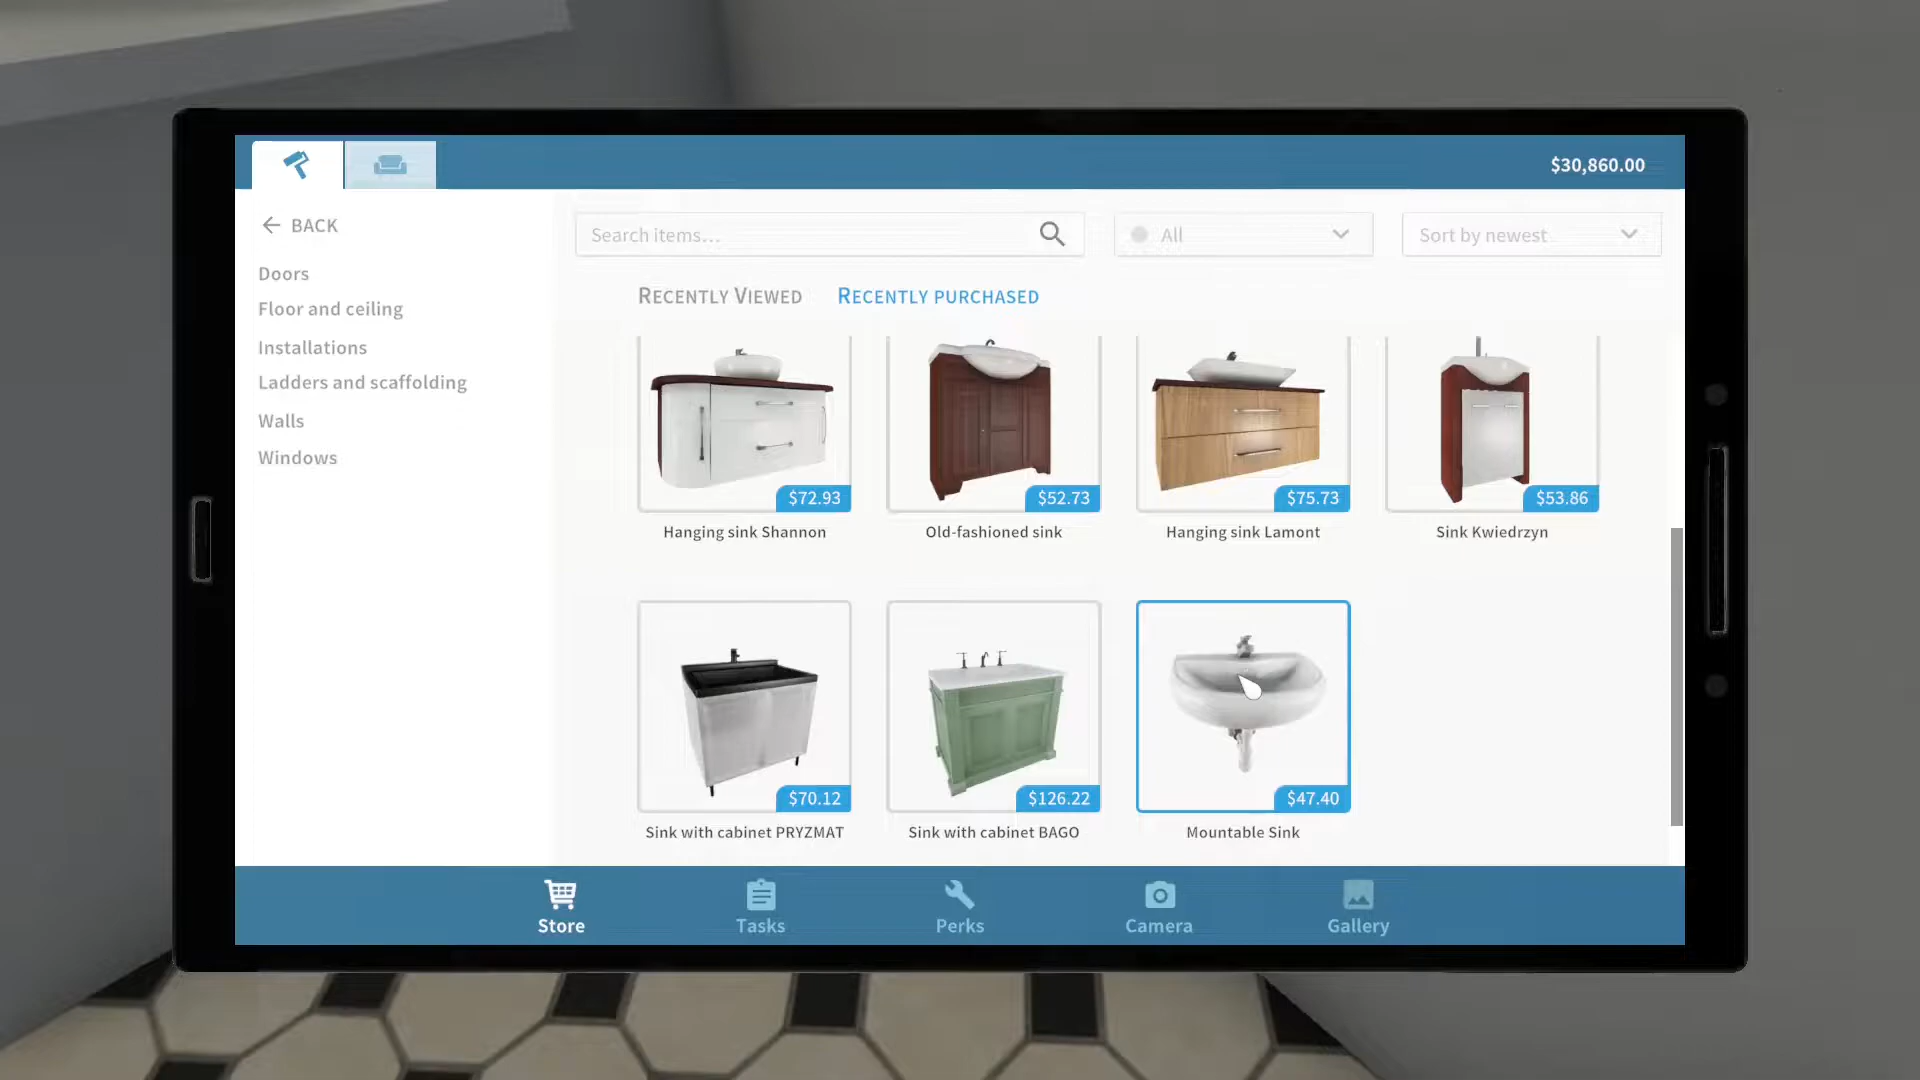 $30,860.00
BACK
Search items...
All
Sort by newest
Doors
Floor and ceiling
Installations
Ladders and scaffolding
Walls
Windows
RECENTLY VIEWED
RECENTLY PURCHASED
$72.93
$52.73
$75.73
$53.86
Hanging sink Shannon
Old-fashioned sink
Hanging sink Lamont
Sink Kwiedrzyn
$70.12
$126.22
$47.40
Sink with cabinet PRYZMAT
Sink with cabinet BAGO
Mountable Sink
Store
Tasks
Perks
Camera
Gallery